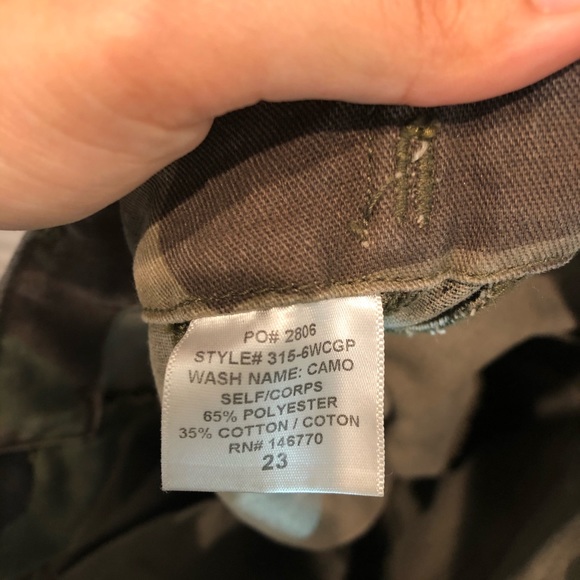 PO# 2806
STYLE# 315-6WCGP
WASH NAME: CAMO
SELF/CORPS
65% POLYESTER
35% COTTON / COTON
RN# 146770
23